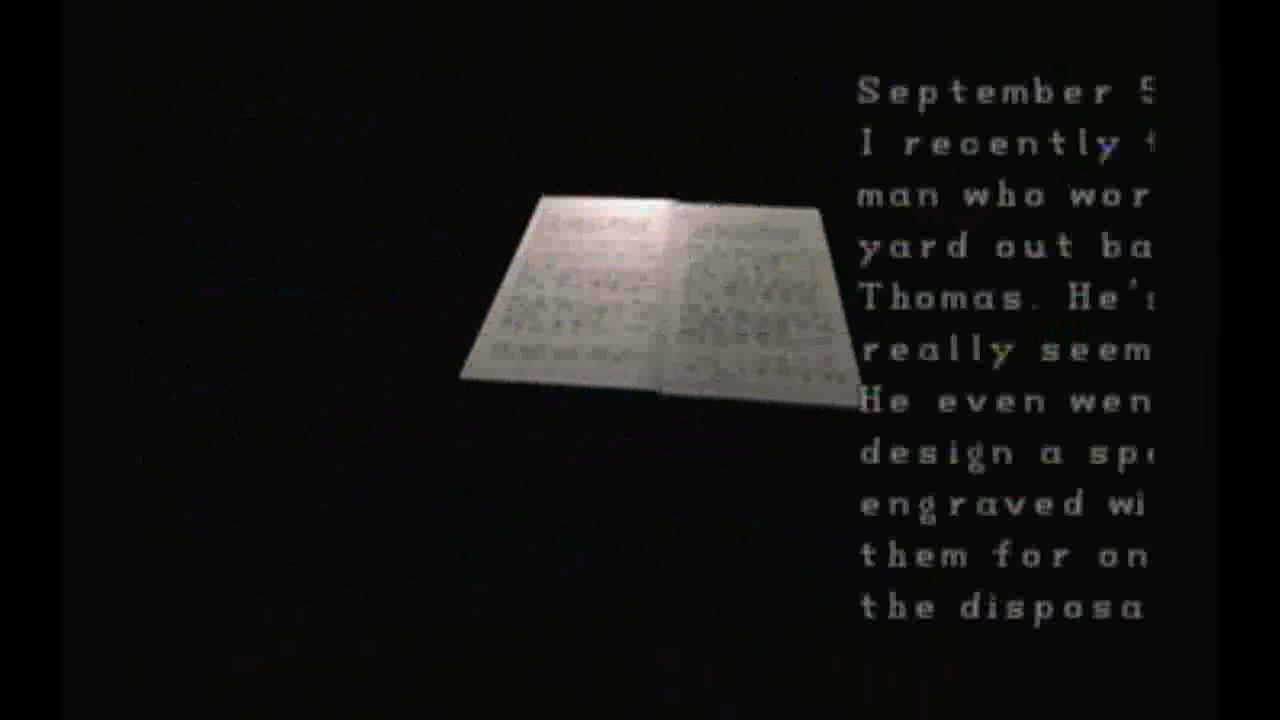 September
I recently
man who wor
yard out ba
Thomas. He's
really seem
He even wen
design a sp
engraved wi
them for on
the disposa